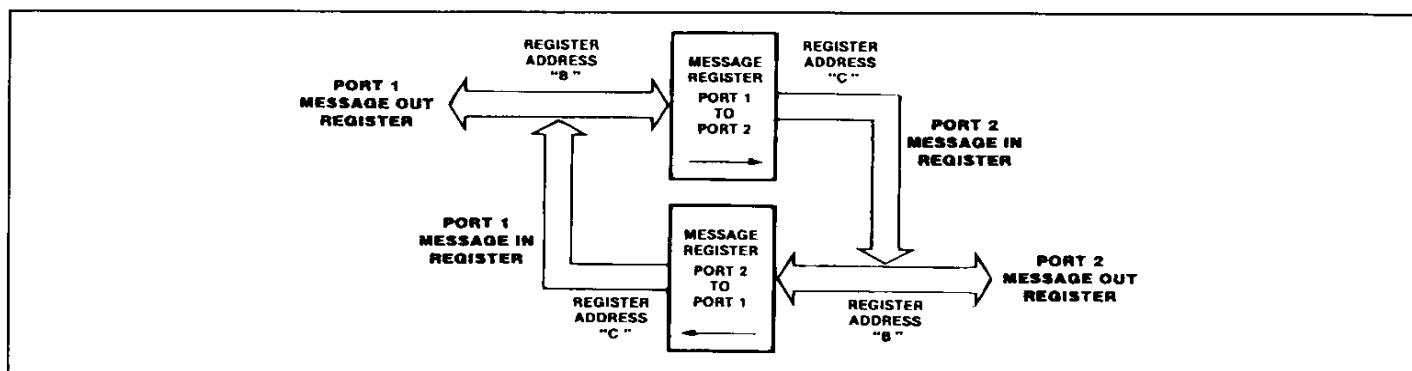 REGISTER
ADDRESS
"B"
PORT 1
MESSAGE OUT
REGISTER
MESSAGE
REGISTER
PORT 1
TO
PORT 2
REGISTER
ADDRESS
"C"
PORT 2
MESSAGE IN
REGISTER
PORT 1
MESSAGE IN
REGISTER
REGISTER
ADDRESS
"C"
MESSAGE
REGISTER
PORT 2
TO
PORT 1
REGISTER
ADDRESS
"B"
PORT 2
MESSAGE OUT
REGISTER